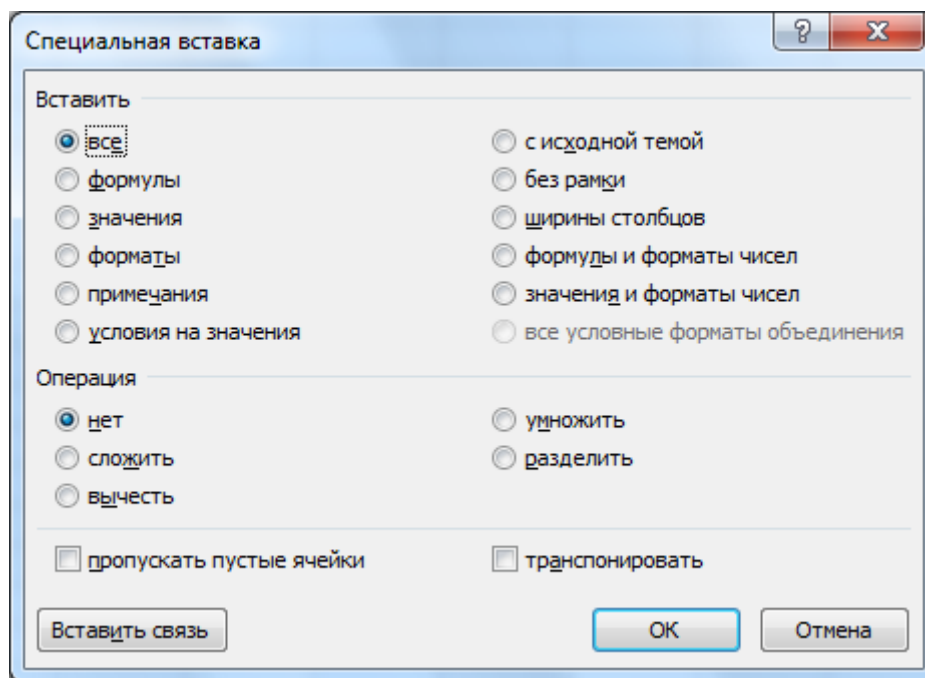 Специальная вставка
Вставить
все
с исходной темой
формулы
без рамки
значения
ширины столбцов
форматы
формулы и форматы чисел
примечания
значения и форматы чисел
условия на значения
все условные форматы объединения
Операция
нет
умножить
сложить
разделить
вычесть
пропускать пустые ячейки
транспонировать
Вставить связь
ОК
Отмена